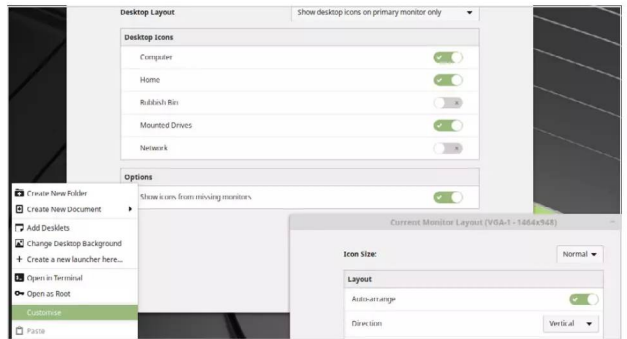 Desktop Layout
Show desktop icons on primary monitor only
Desktop Icons
Computer
Home
Rubbish Bin
Mounted Drives
Network
Options
Show icons from missing monitors
Create New Folder
Create New Document
Add Desklets
Change Desktop Background
Create a new launcher here...
Open in Terminal
Open as Root
Customise
Paste
Current Monitor Layout (VGA-1 - 1464x948)
Icon Size:
Normal
Layout
Auto-arrange
Direction
Vertical